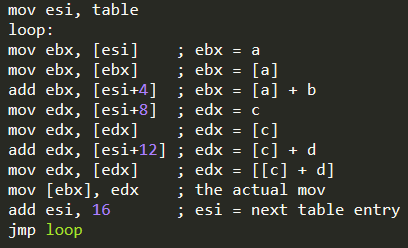 mov esi, table
loop:
mov ebx, [esi]    ; ebx = a
mov ebx, [ebx]    ; ebx = [a]
add ebx, [esi+4]  ; ebx = [a] + b
mov edx, [esi+8]  ; edx = c
mov edx, [edx]    ; edx = [c]
add edx, [esi+12] ; edx = [c] + d
mov edx, [edx]    ; edx = [[c] + d]
mov [ebx], edx    ; the actual mov
add esi, 16       ; esi = next table entry
jmp loop